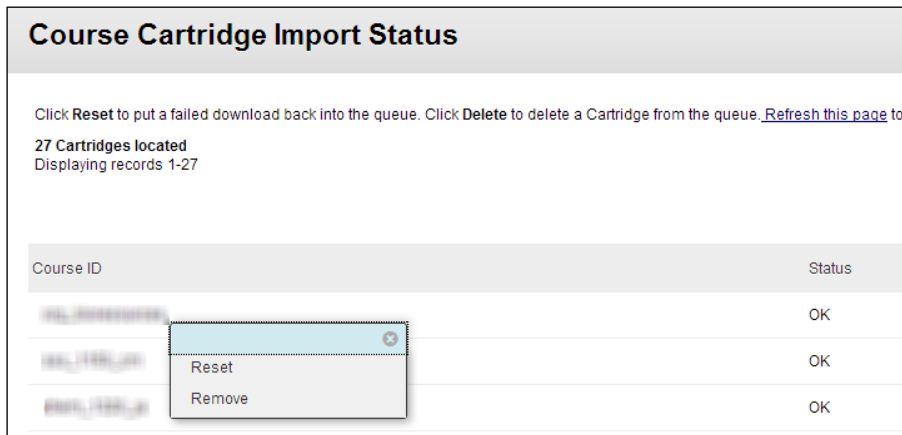 Course Cartridge Import Status
Click Reset to put a failed download back into the queue. Click Delete to delete a Cartridge from the queue. Refresh this page to
27 Cartridges located
Displaying records 1-27
Course ID Status
OK
Reset
OK
Remove
OK